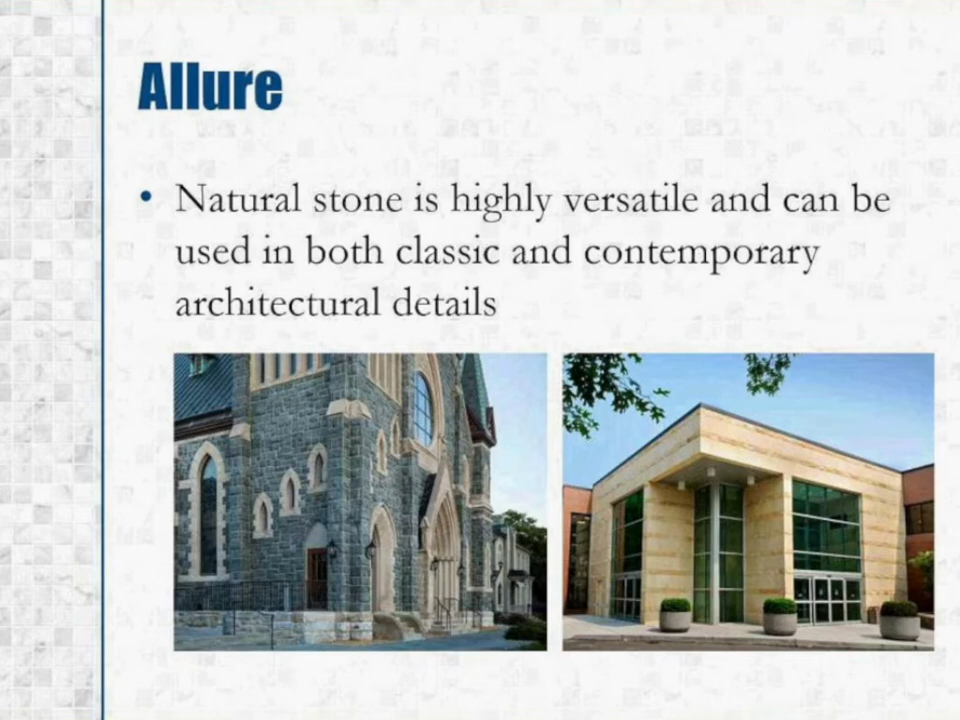 Allure
• Natural stone is highly versatile and can be
used in both classic and contemporary
architectural details